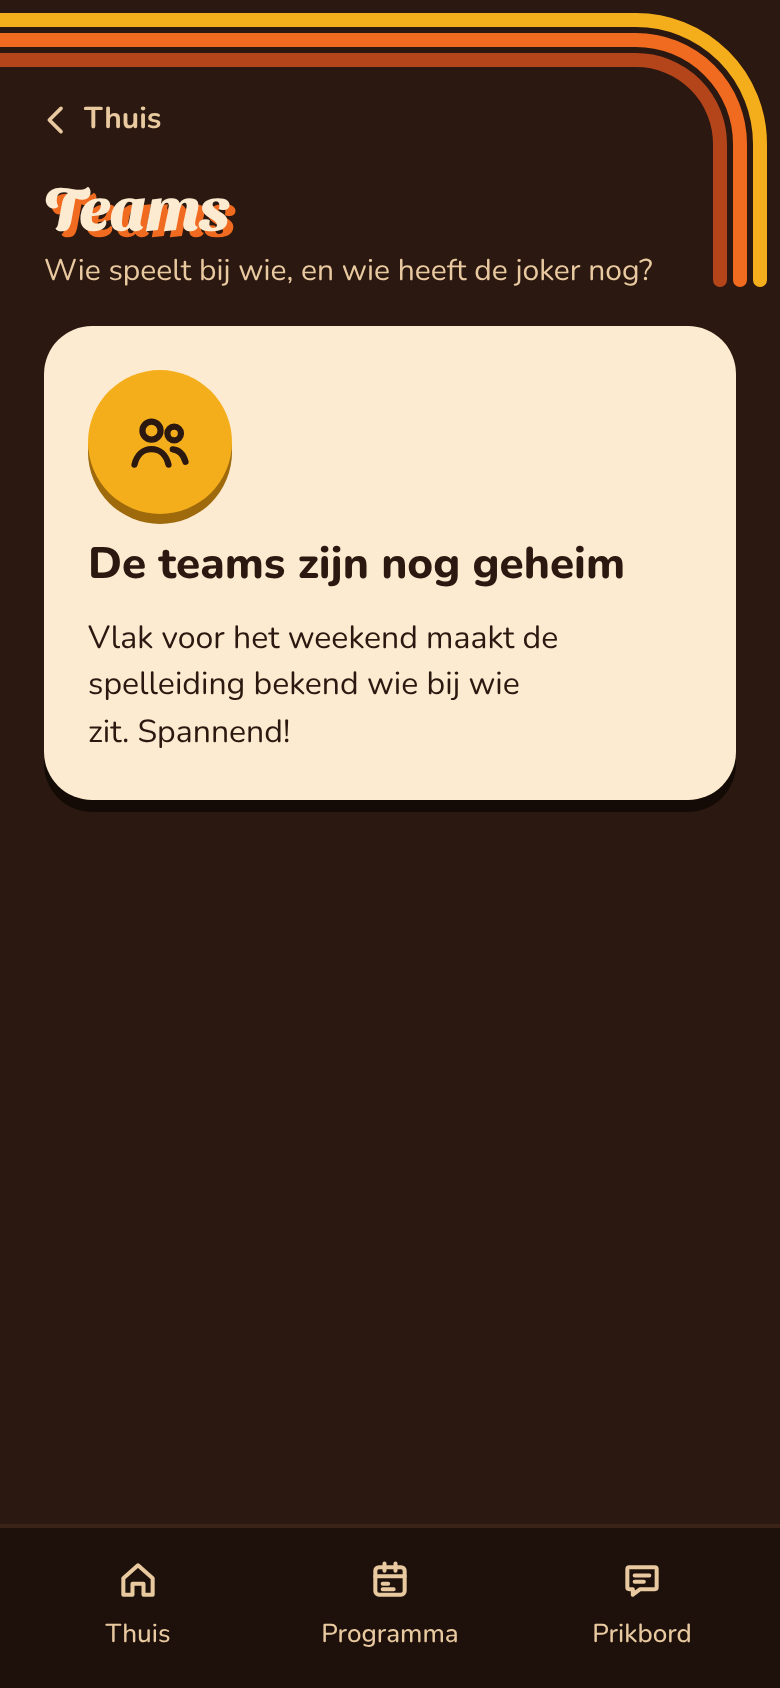 Thuis
Teams
Wie speelt bij wie, en wie heeft de joker nog?
De teams zijn nog geheim
Vlak voor het weekend maakt de
spelleiding bekend wie bij wie
zit. Spannend!
Thuis
Programma
Prikbord